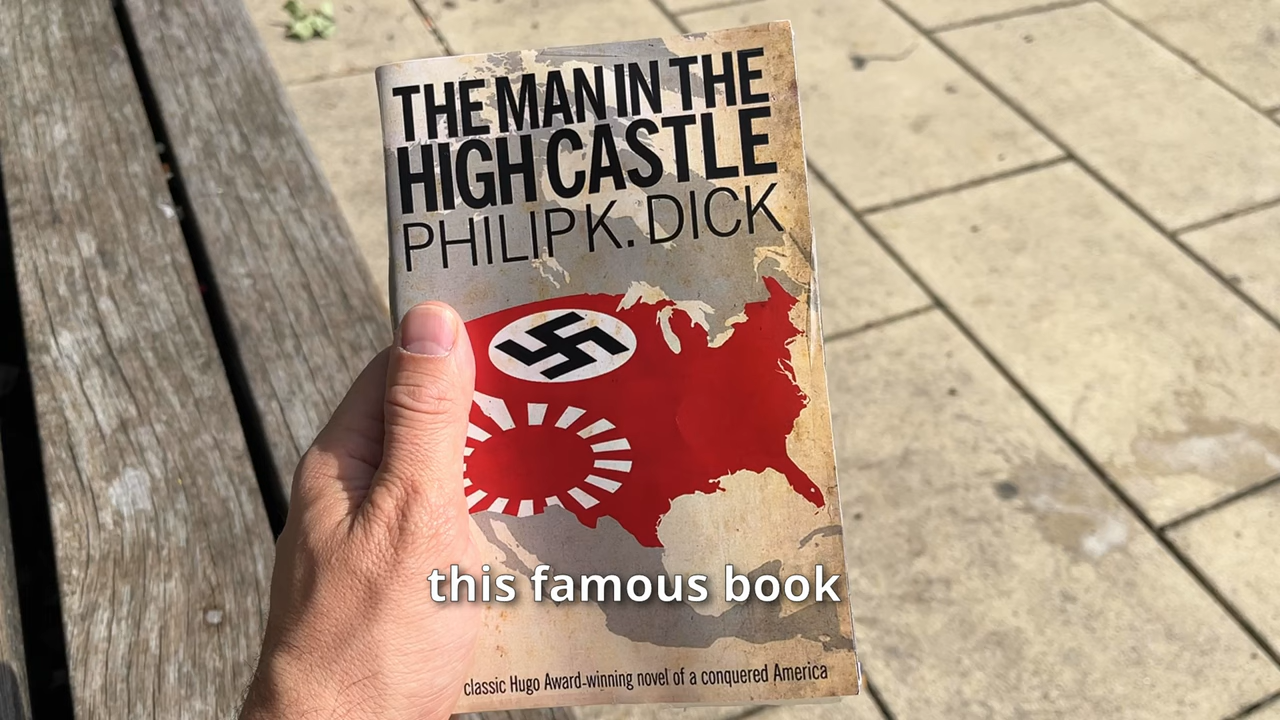 THE MAN IN THE
HIGH CASTLE
PHILIP K. DICK
this famous book
classic Hugo Award-winning novel of a conquered America